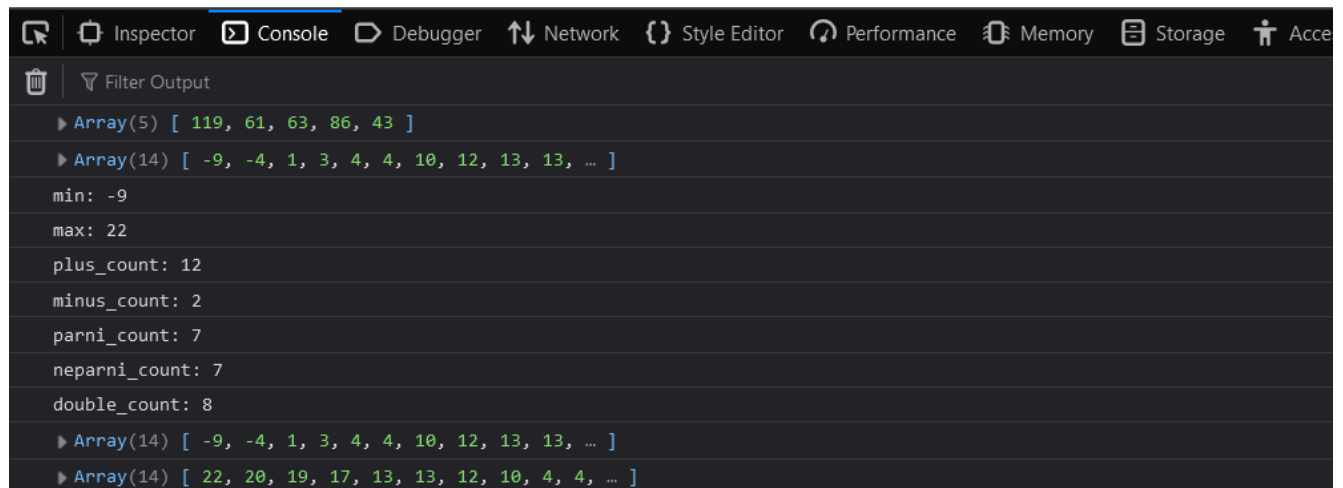 Inspector Console Debugger Network Style Editor Performance Memory Storage Acce
Filter Output
Array(5) [ 119, 61, 63, 86, 43 ]
Array(14) [ -9, -4, 1, 3, 4, 4, 10, 12, 13, 13, … ]
min: -9
max: 22
plus_count: 12
minus_count: 2
parni_count: 7
neparni_count: 7
double_count: 8
Array(14) [ -9, -4, 1, 3, 4, 4, 10, 12, 13, 13, … ]
Array(14) [ 22, 20, 19, 17, 13, 13, 12, 10, 4, 4, … ]